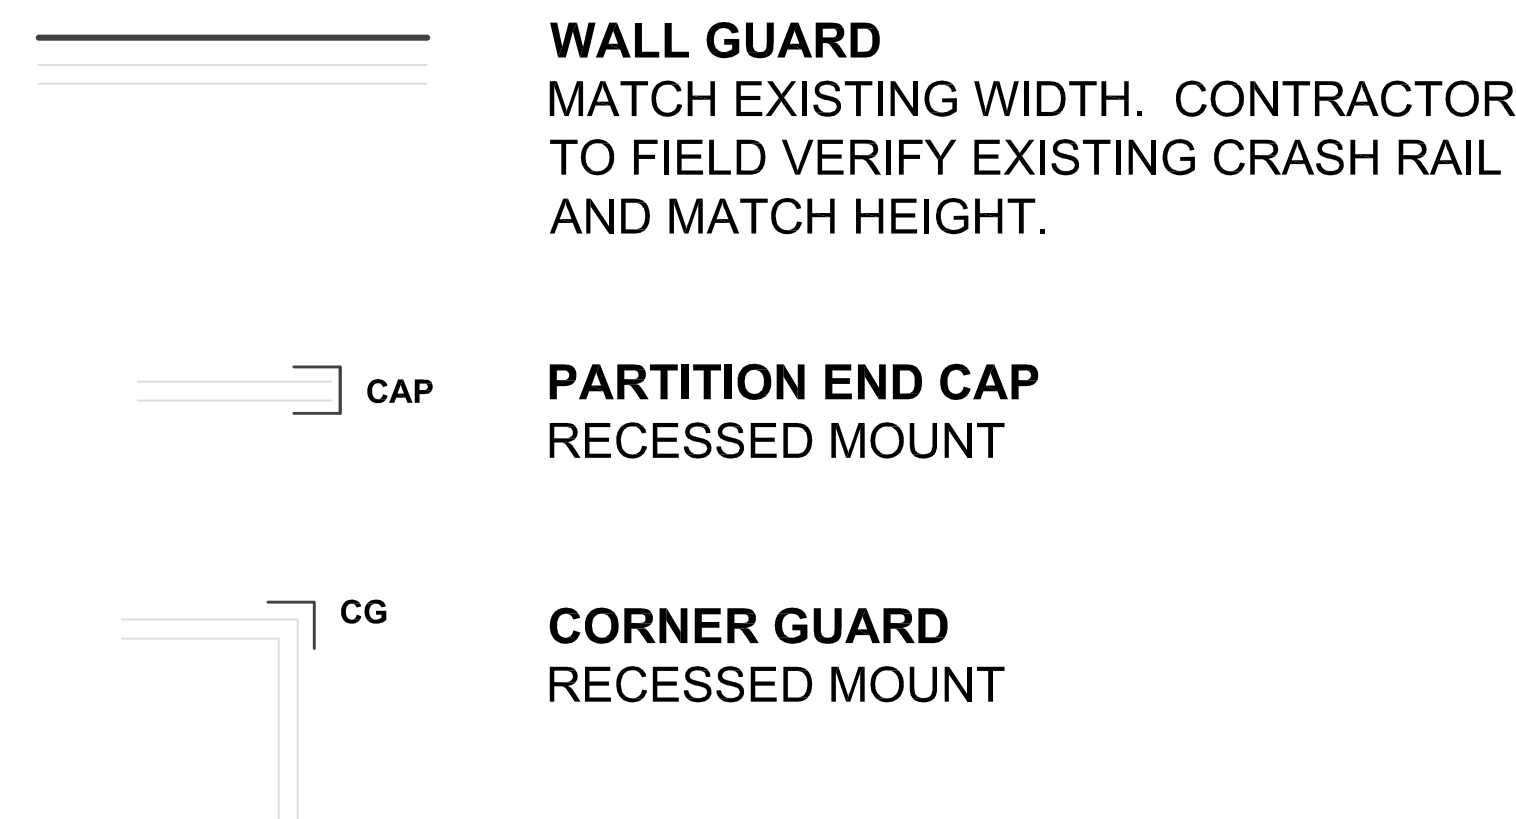 WALL GUARD
MATCH EXISTING WIDTH.  CONTRACTOR
TO FIELD VERIFY EXISTING CRASH RAIL
AND MATCH HEIGHT.
CAP
PARTITION END CAP
RECESSED MOUNT
CG
CORNER GUARD
RECESSED MOUNT